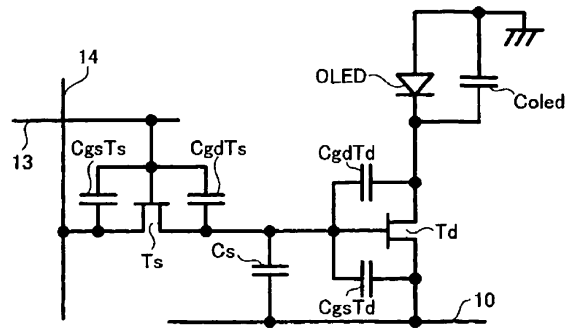 14
OLED
Coled
13
CgsTs
CgdTs
CgdTd
Ts
Cs
Td
CgsTd
10